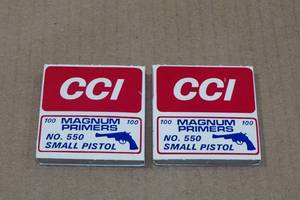 CCI
100 MAGNUM 100
PRIMERS
NO. 550
SMALL PISTOL
CCI
100 MAGNUM 100
PRIMERS
NO. 550
SMALL PISTOL